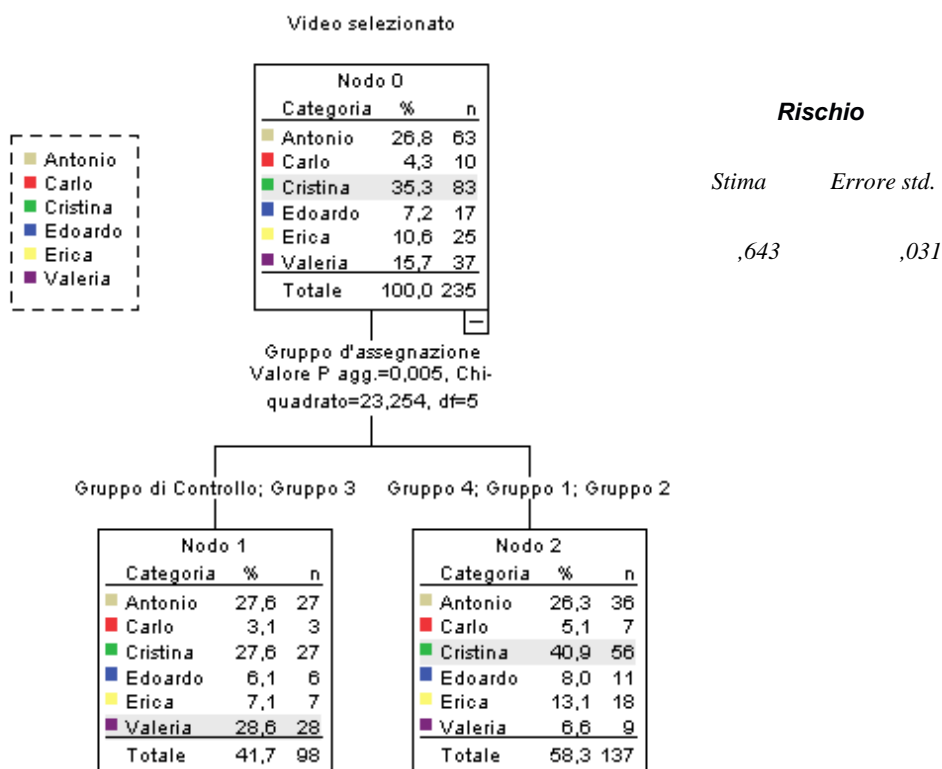 Video selezionato
Nodo 0
Categoria % n
Antonio 26,8 63
Carlo 4,3 10
Cristina 35,3 83
Edoardo 7,2 17
Erica 10,6 25
Valeria 15,7 37
Totale 100,0 235
Antonio
Carlo
Cristina
Edoardo
Erica
Valeria
Rischio
Stima Errore std.
,643 ,031
Gruppo d'assegnazione
Valore P agg.=0,005, Chi-
quadrato=23,254, df=5
Gruppo di Controllo; Gruppo 3
Gruppo 4; Gruppo 1; Gruppo 2
Nodo 1
Categoria % n
Antonio 27,6 27
Carlo 3,1 3
Cristina 27,6 27
Edoardo 6,1 6
Erica 7,1 7
Valeria 28,6 28
Totale 41,7 98
Nodo 2
Categoria % n
Antonio 26,3 36
Carlo 5,1 7
Cristina 40,9 56
Edoardo 8,0 11
Erica 13,1 18
Valeria 6,6 9
Totale 58,3 137